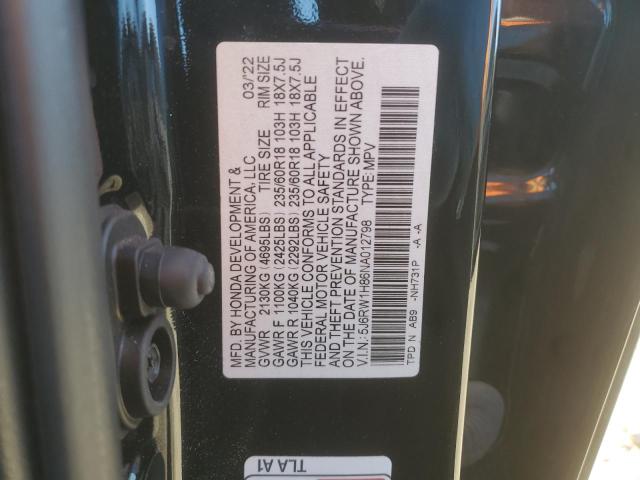 MFD. BY HONDA DEVELOPMENT &
MANUFACTURING OF AMERICA, LLC 03/'22
GVWR 2130KG (4695LBS) TIRE SIZE RIM SIZE
GAWR F 1100KG (2425LBS) 235/60R18 103H 18X7.5J
GAWR R 1040KG (2292LBS) 235/60R18 103H 18X7.5J
THIS VEHICLE CONFORMS TO ALL APPLICABLE
FEDERAL MOTOR VEHICLE SAFETY
AND THEFT PREVENTION STANDARDS IN EFFECT
ON THE DATE OF MANUFACTURE SHOWN ABOVE.
V.I.N.: 5J6RW1H86NA012796 TYPE: MPV
TPD N AB9 -NH731P -A -A
TLA A1